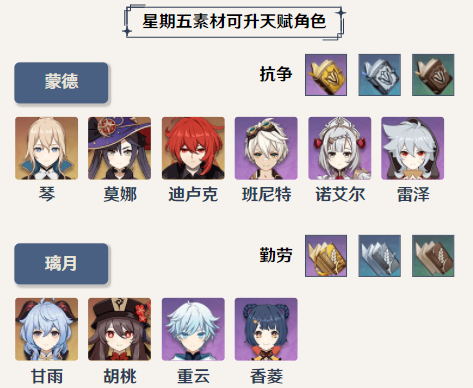 星期五素材可升天赋角色
蒙德
抗争
琴 莫娜 迪卢克 班尼特 诺艾尔 雷泽
璃月
勤劳
甘雨 胡桃 重云 香菱